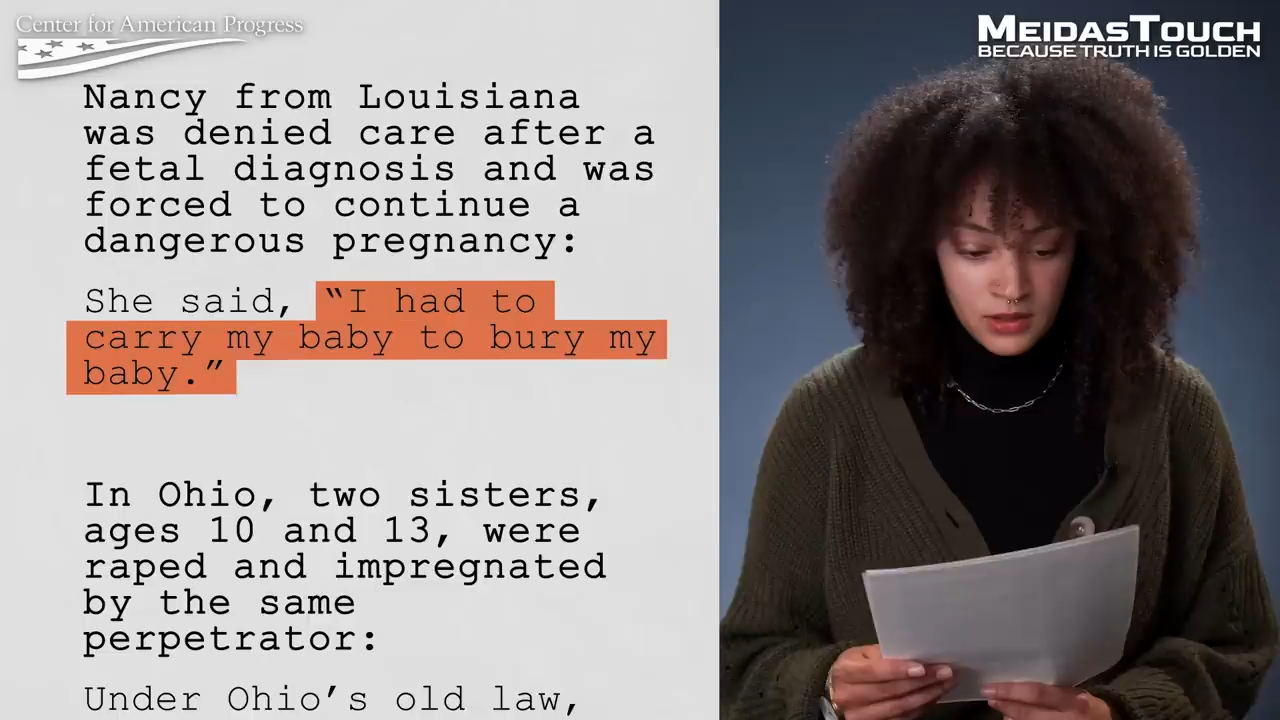 Center for American Progress
MEIDASTOUCH
BECAUSE TRUTH IS GOLDEN
Nancy from Louisiana
was denied care after a
fetal diagnosis and was
forced to continue a
dangerous pregnancy:
She said, “I had to
carry my baby to bury my
baby.”
In Ohio, two sisters,
ages 10 and 13, were
raped and impregnated
by the same
perpetrator:
Under Ohio’s old law,